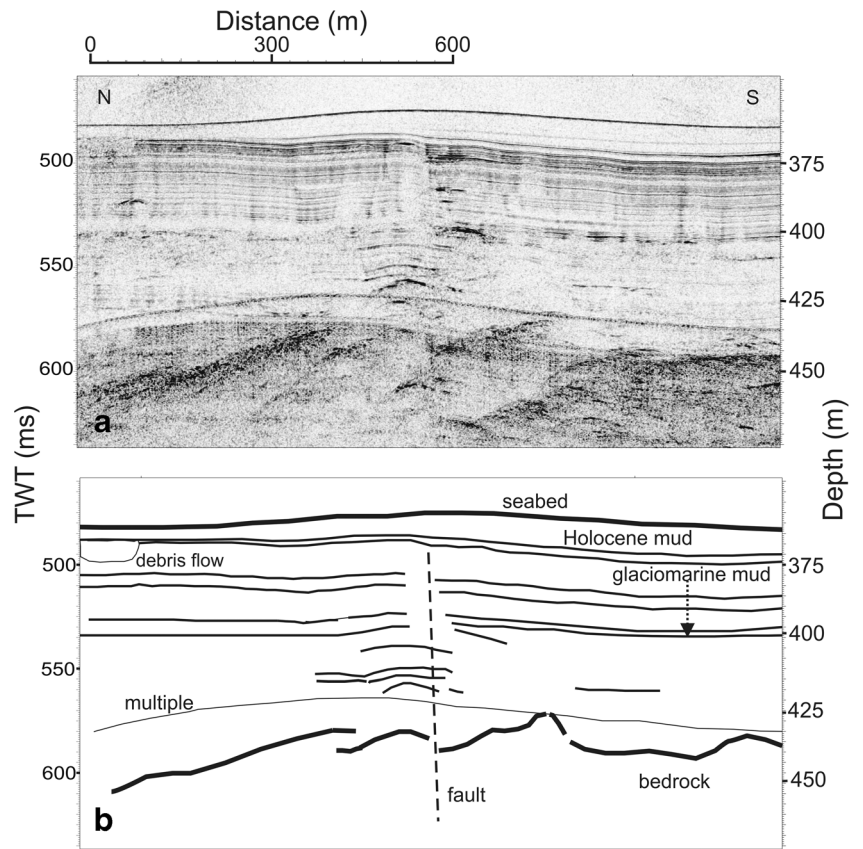 Distance (m)
0 300 600
N S
500 375
400
550
425
600
450
a
TWT (ms)
Depth (m)
seabed
Holocene mud
500 debris flow glaciomarine mud 375
400
550
multiple
425
600
bedrock 450
fault
b